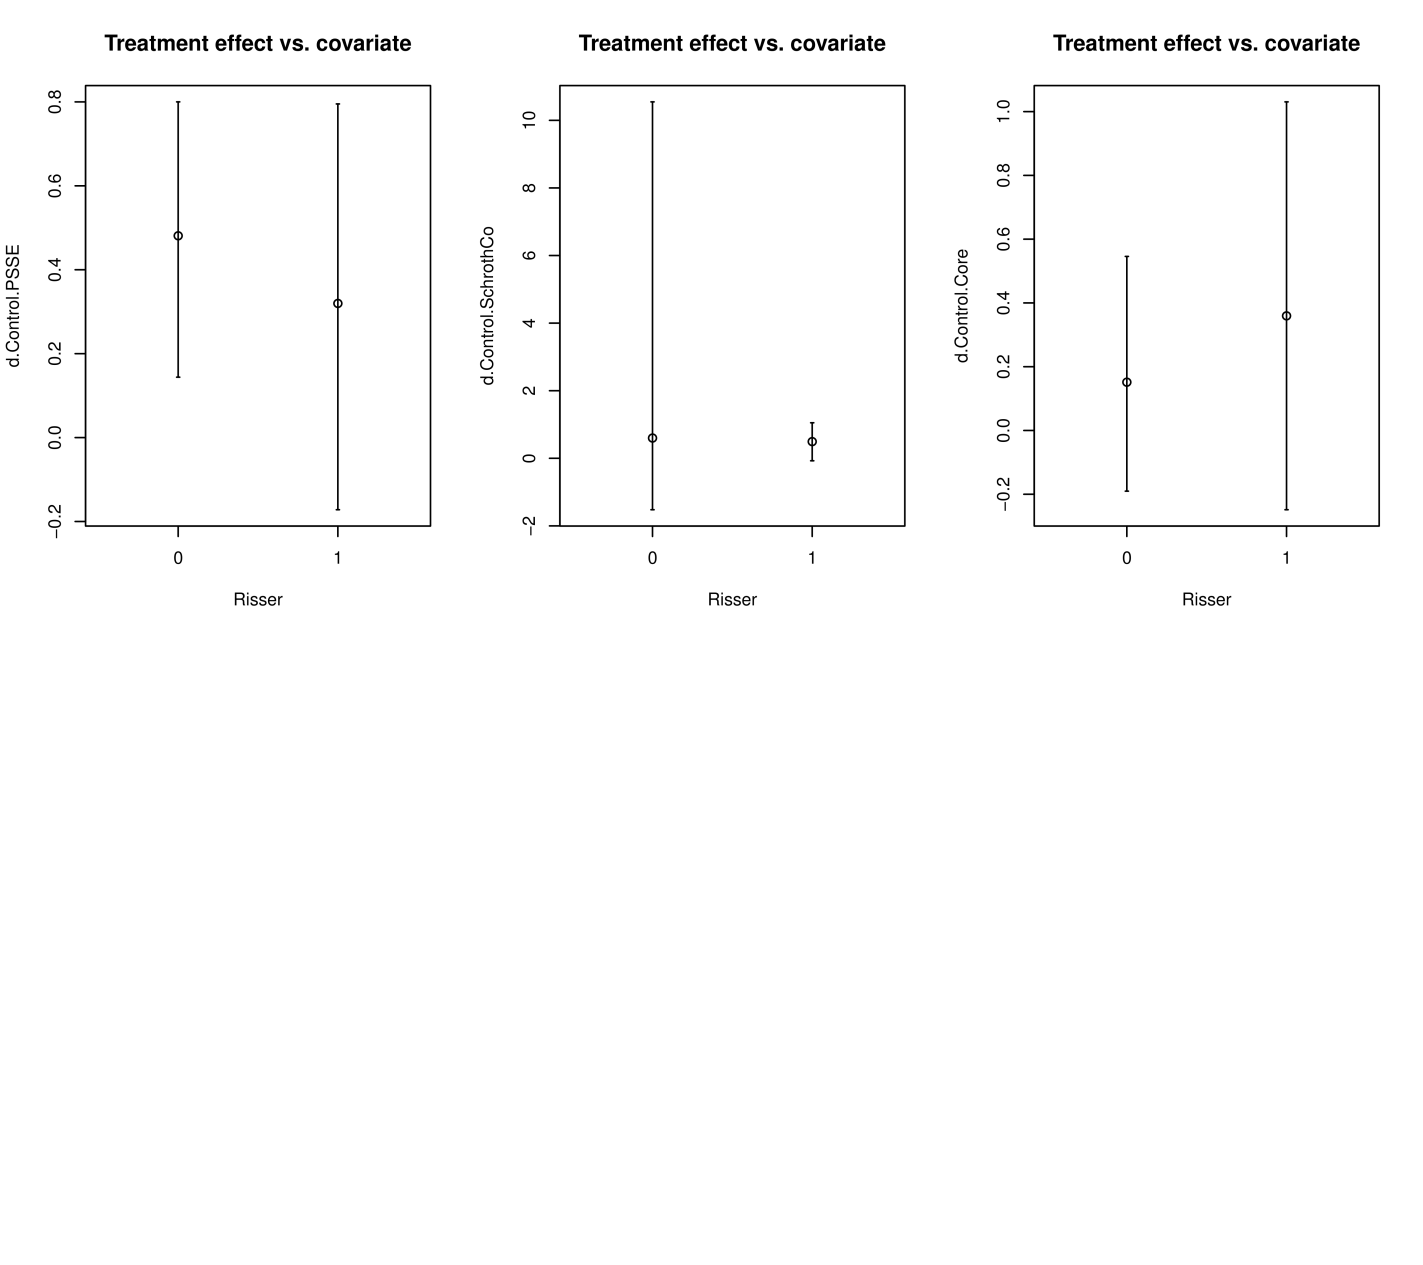 Treatment effect vs. covariate
d.Control.PSSE
0.8
0.6
0.4
0.2
0.0
−0.2
0 1
Risser
Treatment effect vs. covariate
d.Control.SchrothCo
10
8
6
4
2
0
−2
0 1
Risser
Treatment effect vs. covariate
d.Control.Core
1.0
0.8
0.6
0.4
0.2
0.0
−0.2
0 1
Risser